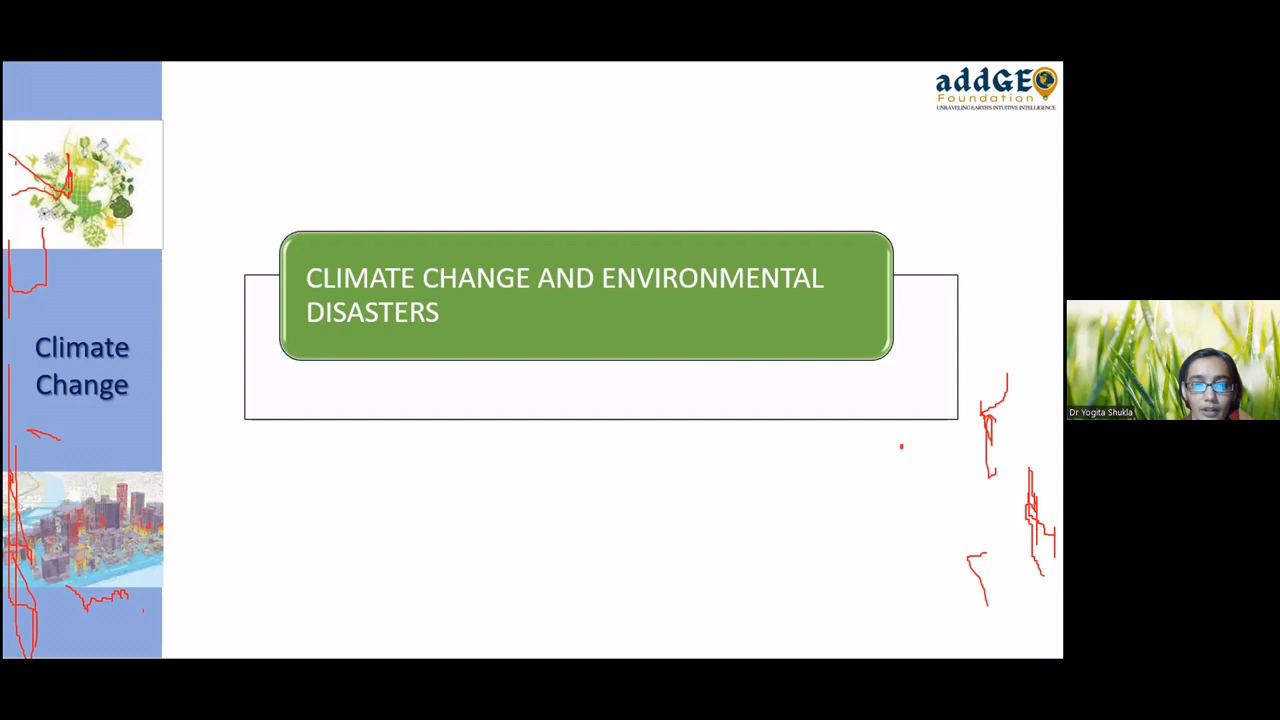 addGEO
Foundation
UNRAVELING EARTH'S INTUITIVE INTELLIGENCE
CLIMATE CHANGE AND ENVIRONMENTAL
DISASTERS
Climate
Change
Dr Yogita Shukla